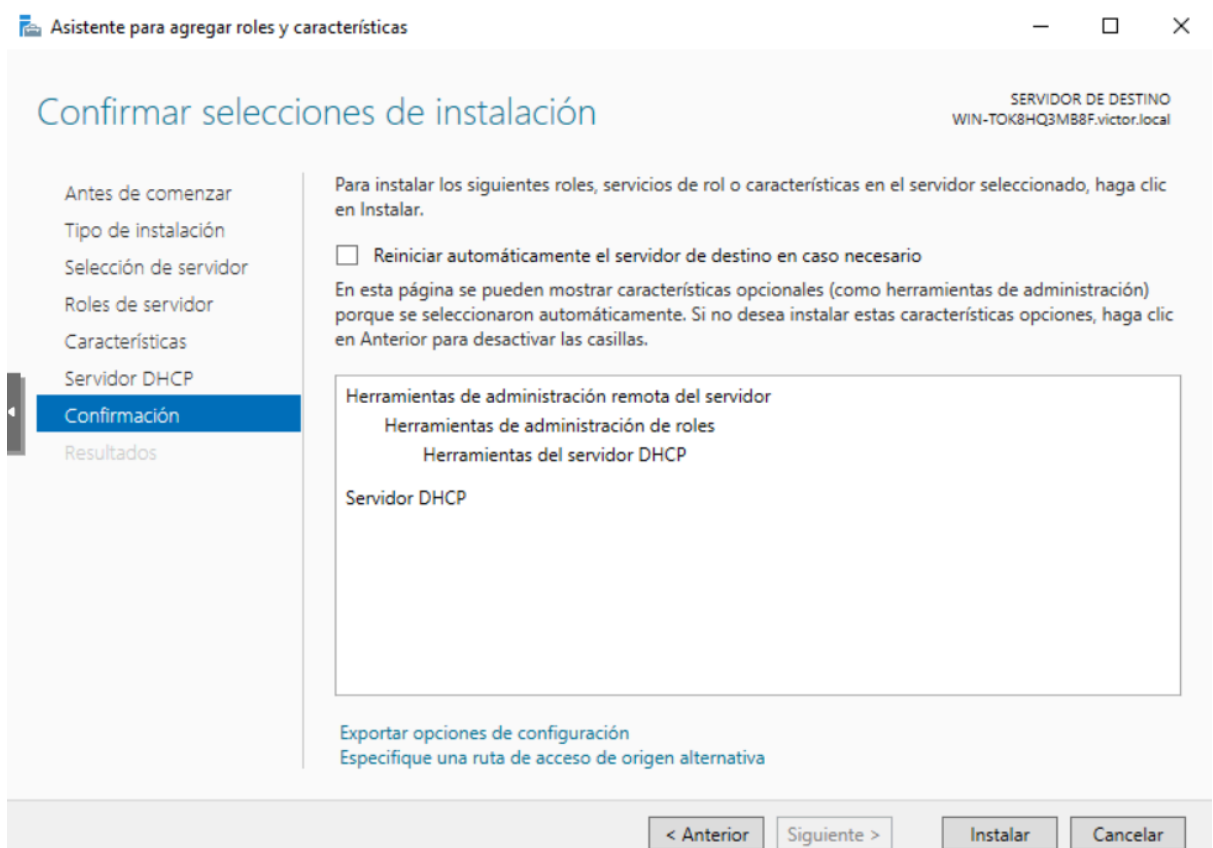 Asistente para agregar roles y características
Confirmar selecciones de instalación
SERVIDOR DE DESTINO
WIN-TOK8HQ3MB8F.victor.local
Antes de comenzar
Tipo de instalación
Selección de servidor
Roles de servidor
Características
Servidor DHCP
Confirmación
Resultados
Para instalar los siguientes roles, servicios de rol o características en el servidor seleccionado, haga clic
en Instalar.
Reiniciar automáticamente el servidor de destino en caso necesario
En esta página se pueden mostrar características opcionales (como herramientas de administración)
porque se seleccionaron automáticamente. Si no desea instalar estas características opciones, haga clic
en Anterior para desactivar las casillas.
Herramientas de administración remota del servidor
Herramientas de administración de roles
Herramientas del servidor DHCP
Servidor DHCP
Exportar opciones de configuración
Especifique una ruta de acceso de origen alternativa
< Anterior
Siguiente >
Instalar
Cancelar